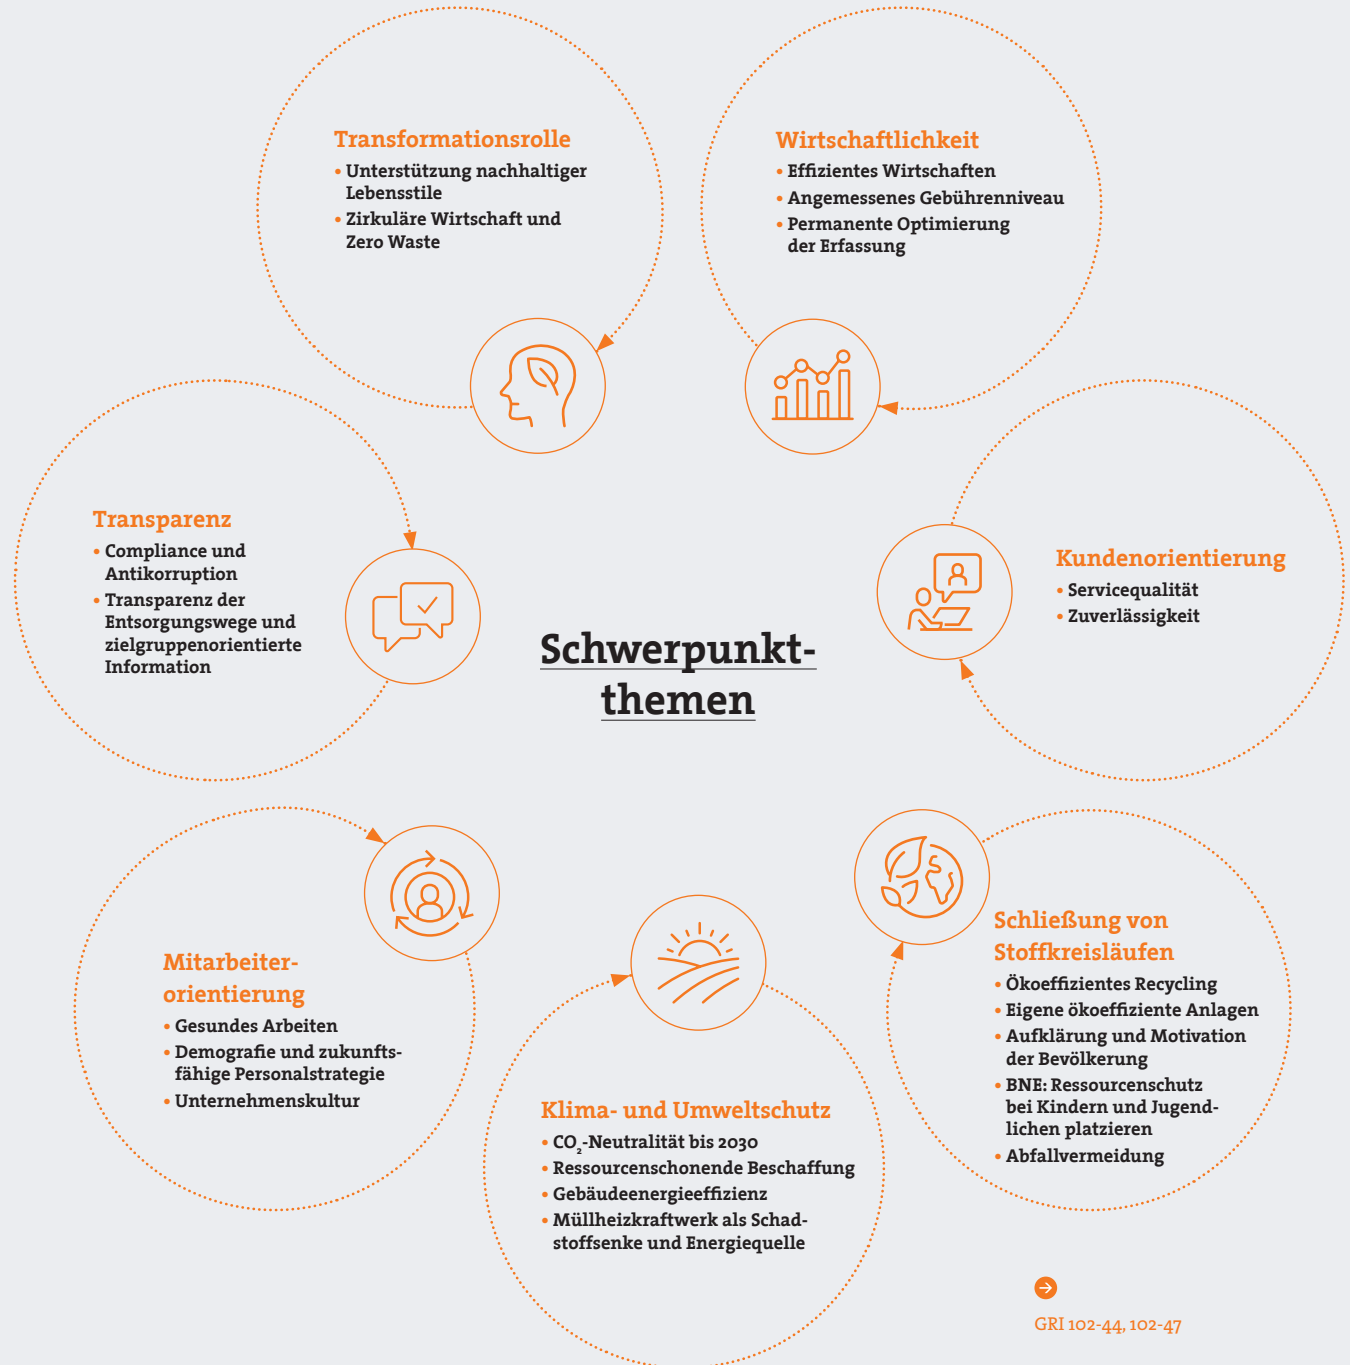 Transformationsrolle
• Unterstützung nachhaltiger
Lebensstile
• Zirkuläre Wirtschaft und
Zero Waste
Wirtschaftlichkeit
• Effizientes Wirtschaften
• Angemessenes Gebührenniveau
• Permanente Optimierung
der Erfassung
Transparenz
• Compliance und
Antikorruption
• Transparenz der
Entsorgungswege und
zielgruppenorientierte
Information
Schwerpunkt-
themen
Kundenorientierung
• Servicequalität
• Zuverlässigkeit
Mitarbeiter-
orientierung
• Gesundes Arbeiten
• Demografie und zukunfts-
fähige Personalstrategie
• Unternehmenskultur
Klima- und Umweltschutz
• CO₂-Neutralität bis 2030
• Ressourcenschonende Beschaffung
• Gebäudeenergieeffizienz
• Müllheizkraftwerk als Schad-
stoffsenke und Energiequelle
Schließung von
Stoffkreisläufen
• Ökoeffizientes Recycling
• Eigene ökoeffiziente Anlagen
• Aufklärung und Motivation
der Bevölkerung
• BNE: Ressourcenschutz
bei Kindern und Jugend-
lichen platzieren
• Abfallvermeidung
GRI 102-44, 102-47